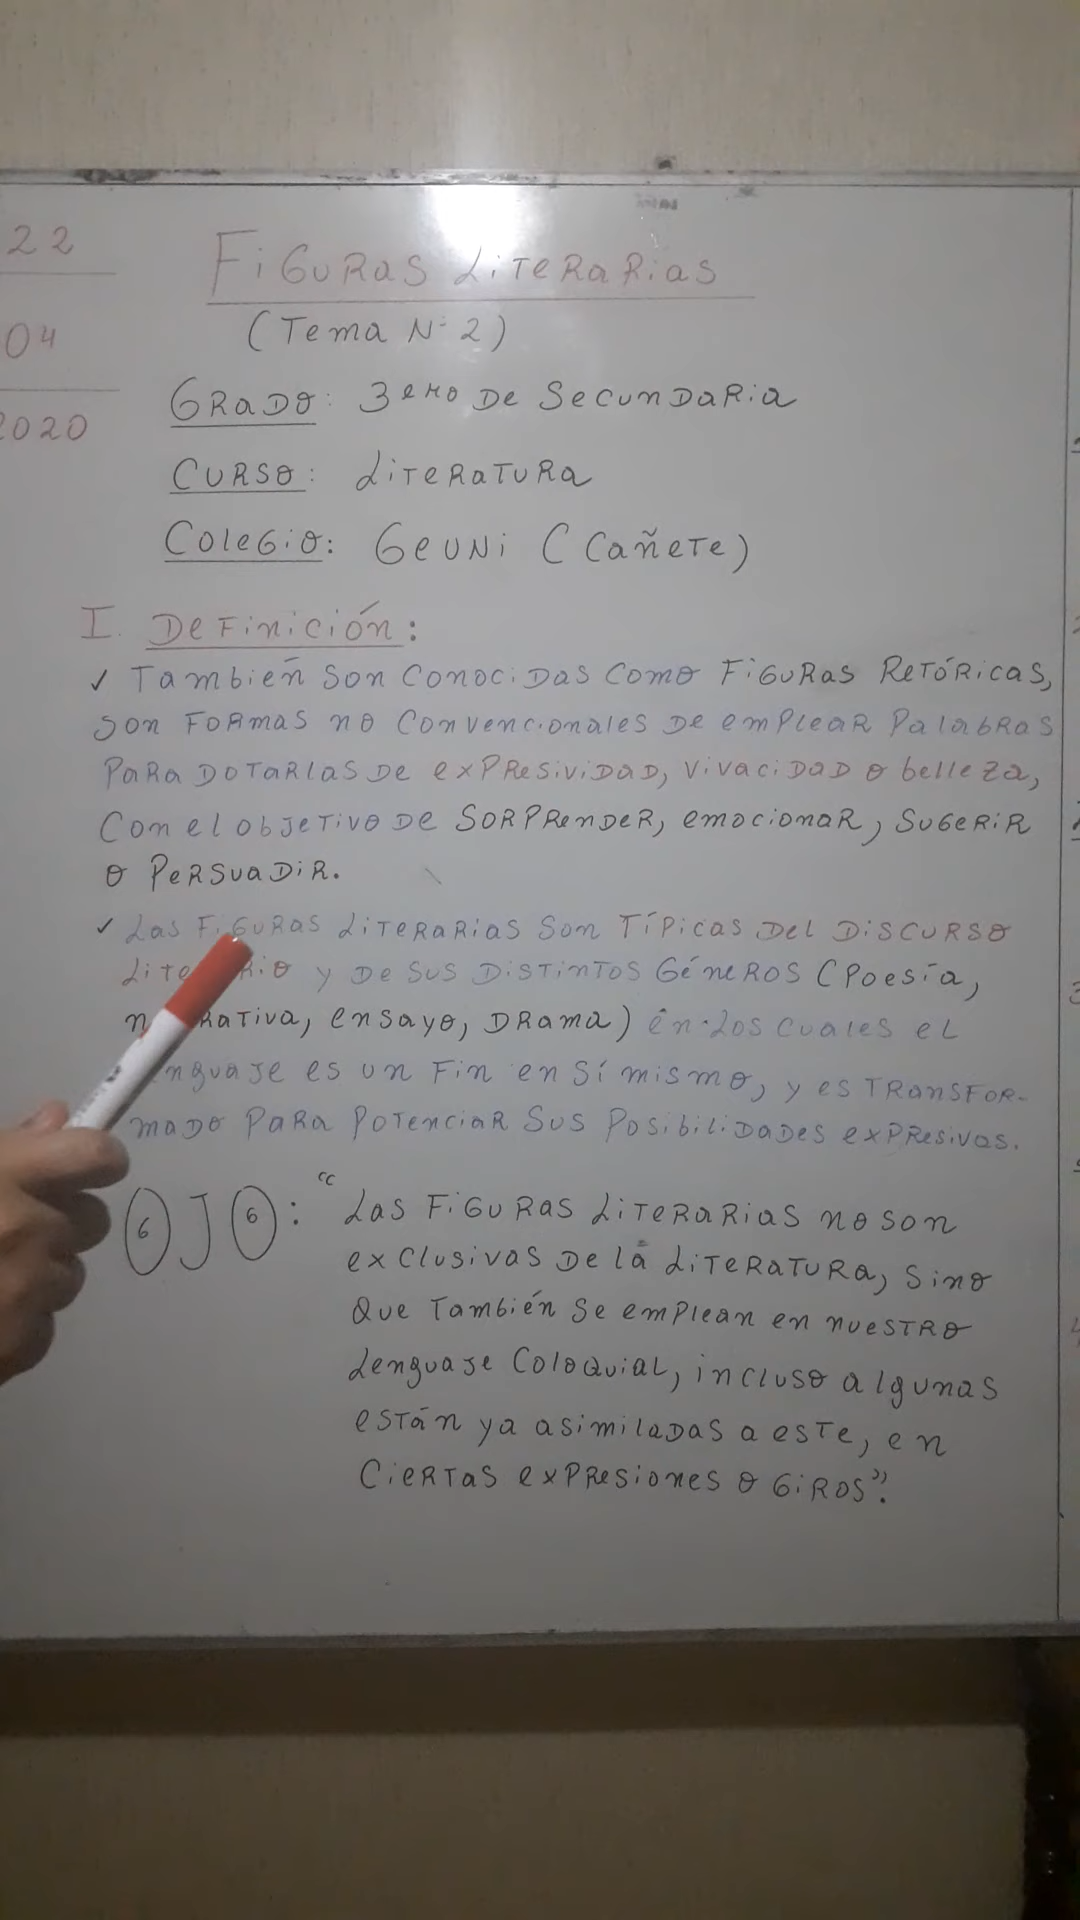 22
04
2020
FiGURAS LiTERARiAS
(Tema Nº 2)
GRADO: 3ero DE SecunDaRia
CURSO: LiTeRaTURa
ColeGiO: GeUNi (Cañete)
I. DeFinición:
✓ También son conociDas como FiGURas ReTóRicas,
son FORmas no convencionales De emPleaR PalabRas
PaRa DOTaRlas De exPResiviDaD, vivaciDaD o belleza,
con el objeTivo De SORPRenDeR, emocionaR, suGeRiR
o PeRsuaDiR.
✓ Las FiGURas LiTeRaRias son Típicas Del DiscURso
LiTe Rio y De sus DisTinTos GéneRos (Poesía,
n RaTiva, ensayo, DRama) en los cuales el
nguaje es un Fin en sí mismo, y es TRansFoR-
maDo PaRa PoTenciaR sus PosibiliDaDes exPResivas.
OJO: "Las FiGURas LiTeRaRias no son
exclusivas De la LiTeRaTURa, sino
que También se emPlean en nuesTRo
Lenguaje coloquial, incluso algunas
esTán ya asimilaDas a esTe, en
cieRTas exPResiones o GiRos".